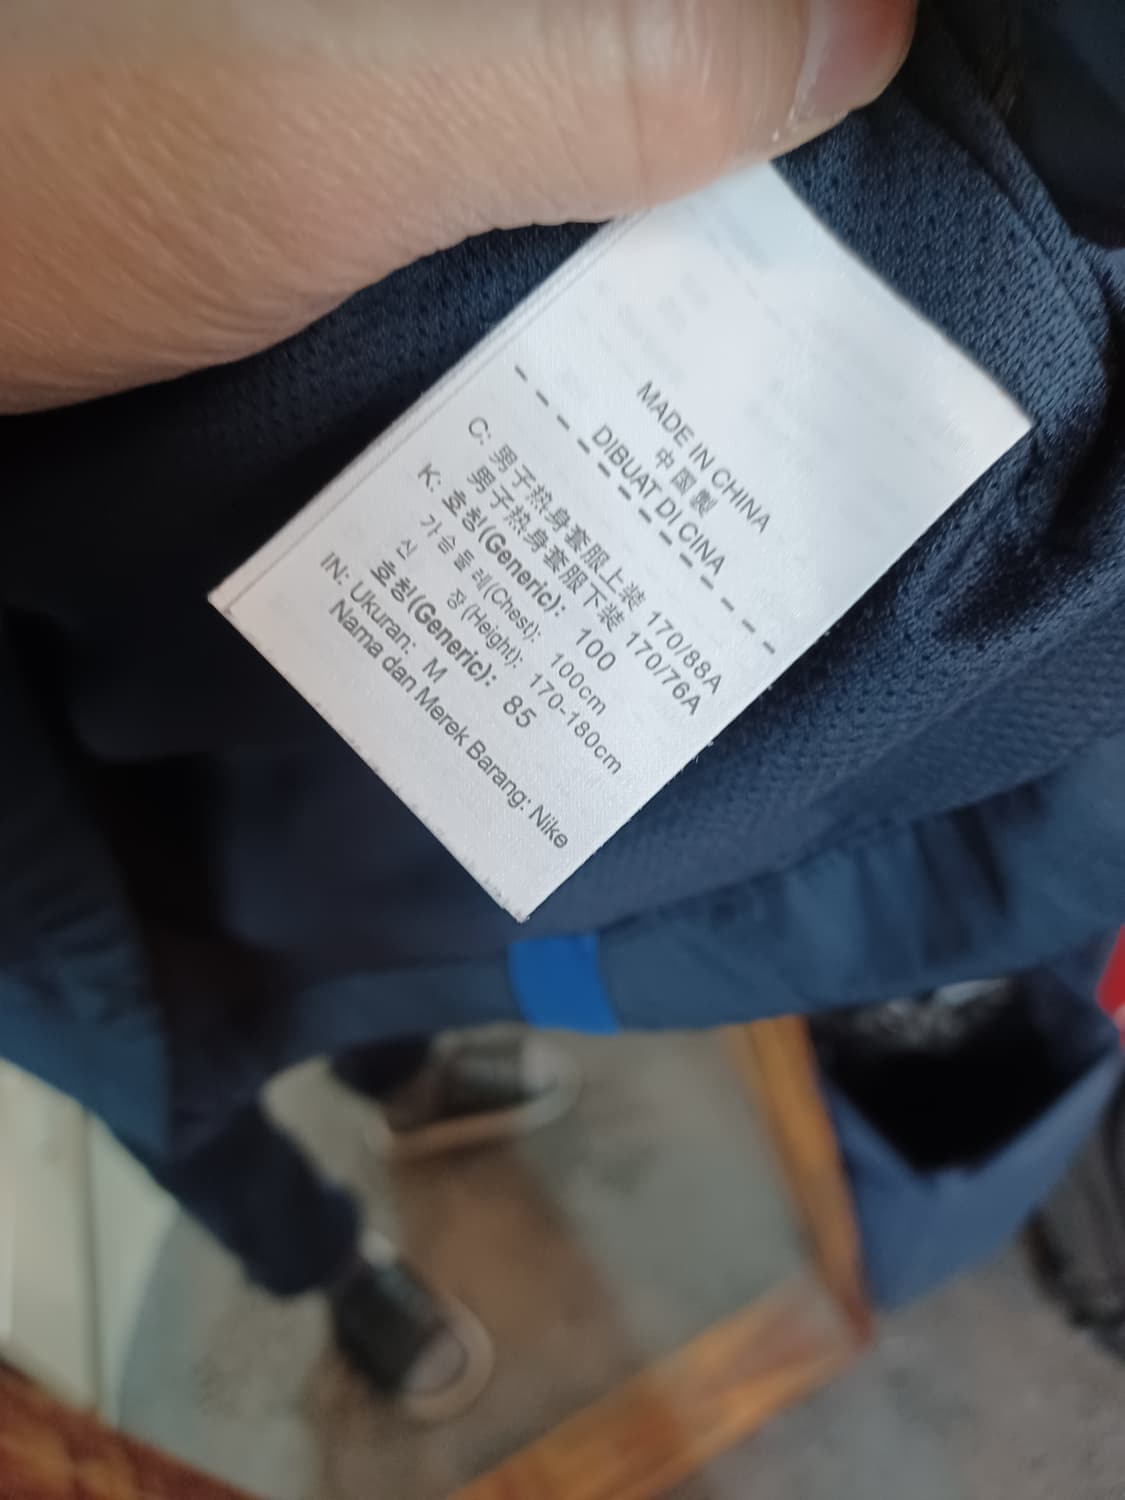 MADE IN CHINA
中國製
DIBUAT DI CINA
C: 男子热身套服上装 170/88A
男子热身套服下装 170/76A
K: 호칭(Generic): 100
가슴둘레(Chest): 100cm
신 장(Height): 170-180cm
호칭(Generic): 85
IN: Ukuran: M
Nama dan Merek Barang: Nike